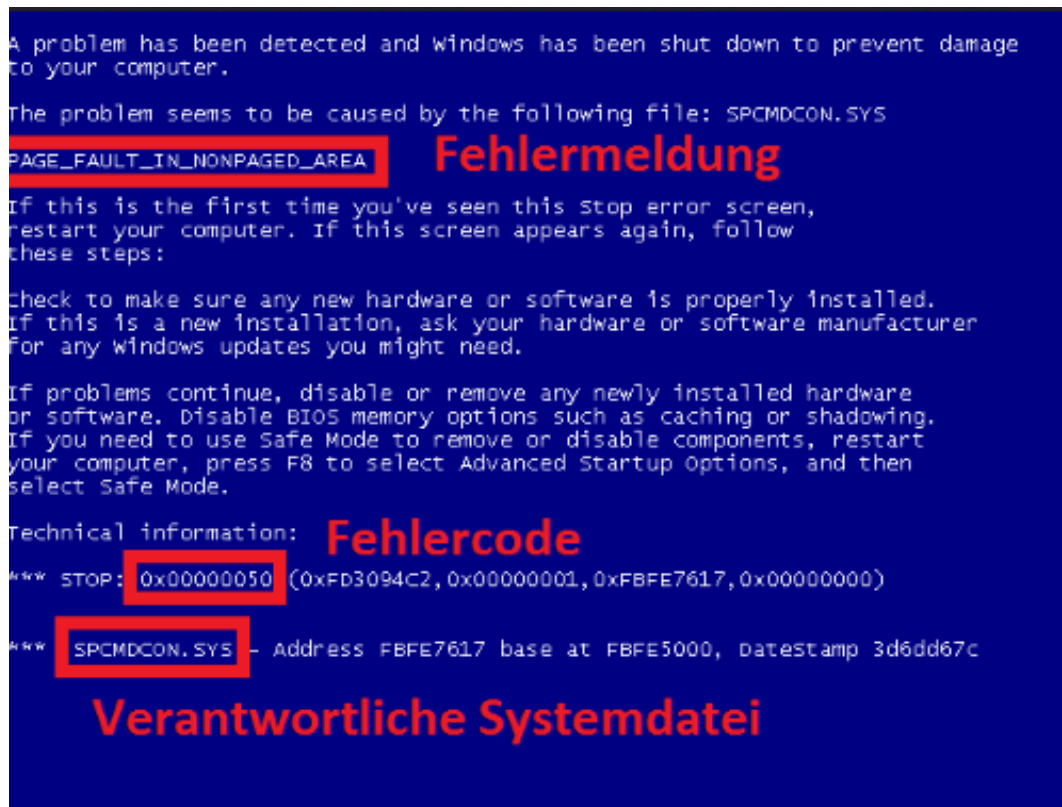 A problem has been detected and Windows has been shut down to prevent damage
to your computer.
The problem seems to be caused by the following file: SPCMDCON.SYS
PAGE_FAULT_IN_NONPAGED_AREA Fehlermeldung
If this is the first time you've seen this Stop error screen,
restart your computer. If this screen appears again, follow
these steps:
Check to make sure any new hardware or software is properly installed.
If this is a new installation, ask your hardware or software manufacturer
for any Windows updates you might need.
If problems continue, disable or remove any newly installed hardware
or software. Disable BIOS memory options such as caching or shadowing.
If you need to use Safe Mode to remove or disable components, restart
your computer, press F8 to select Advanced Startup Options, and then
select Safe Mode.
Technical information: Fehlercode
*** STOP: 0x00000050 (0xFD3094C2,0x00000001,0xFBFE7617,0x00000000)
*** SPCMDCON.SYS - Address FBFE7617 base at FBFE5000, DateStamp 3d6dd67c
Verantwortliche Systemdatei